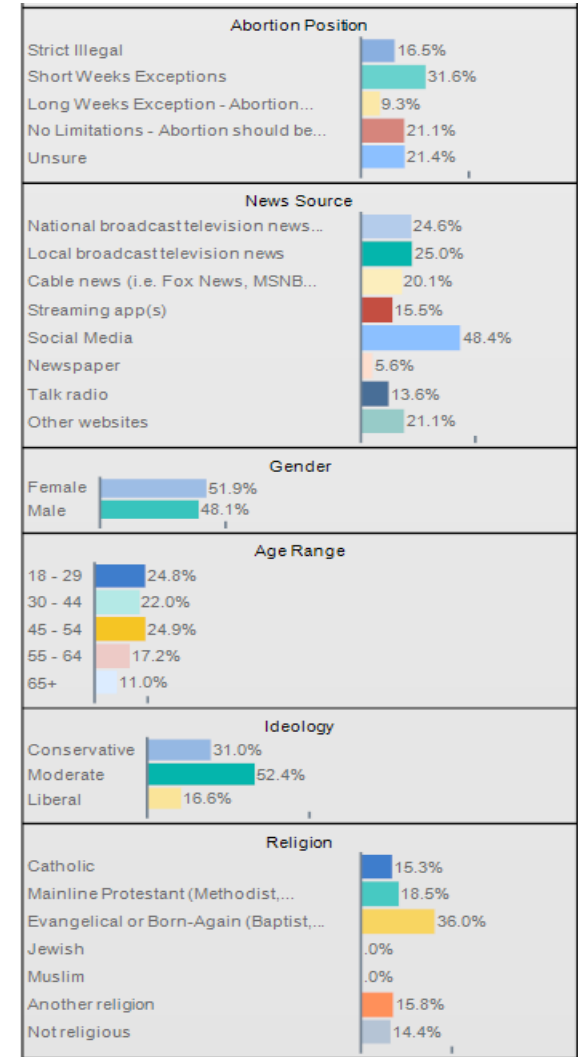 Abortion Position
Strict Illegal 16.5%
Short Weeks Exceptions 31.6%
Long Weeks Exception - Abortion... 9.3%
No Limitations - Abortion should be... 21.1%
Unsure 21.4%
News Source
National broadcast television news... 24.6%
Local broadcast television news 25.0%
Cable news (i.e. Fox News, MSNB... 20.1%
Streaming app(s) 15.5%
Social Media 48.4%
Newspaper 5.6%
Talk radio 13.6%
Other websites 21.1%
Gender
Female 51.9%
Male 48.1%
Age Range
18 - 29 24.8%
30 - 44 22.0%
45 - 54 24.9%
55 - 64 17.2%
65+ 11.0%
Ideology
Conservative 31.0%
Moderate 52.4%
Liberal 16.6%
Religion
Catholic 15.3%
Mainline Protestant (Methodist,... 18.5%
Evangelical or Born-Again (Baptist,... 36.0%
Jewish .0%
Muslim .0%
Another religion 15.8%
Not religious 14.4%